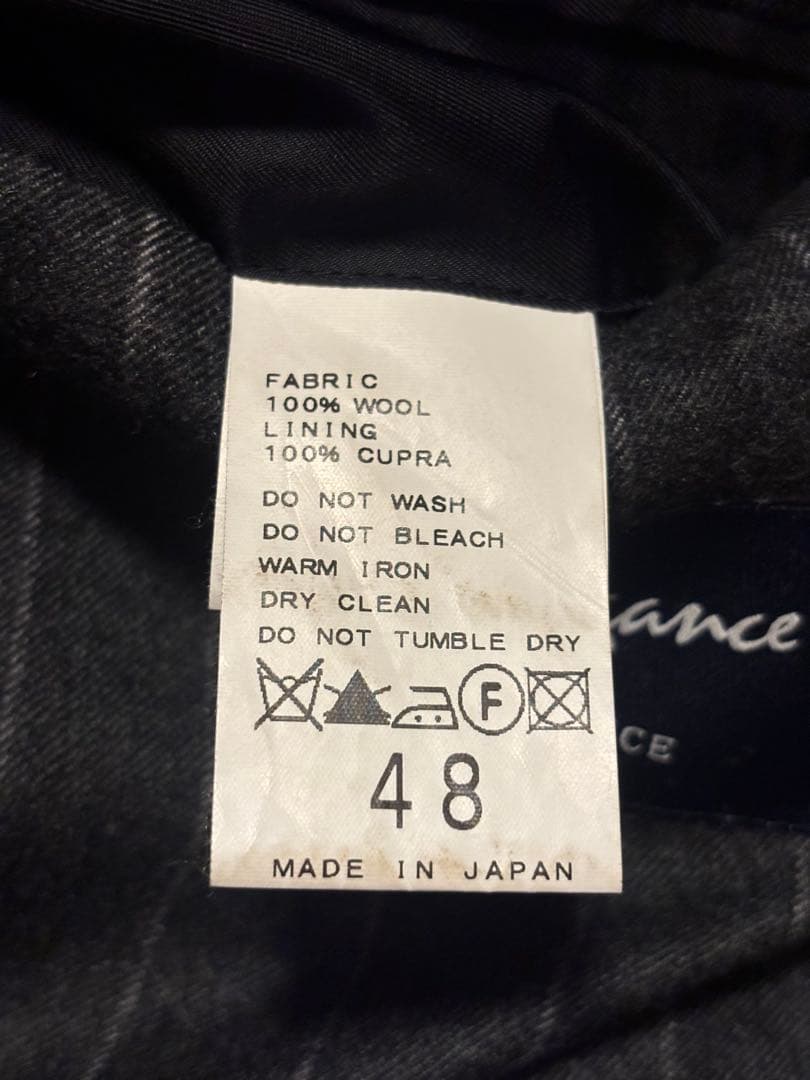 FABRIC
100% WOOL
LINING
100% CUPRA
DO NOT WASH
DO NOT BLEACH
WARM IRON
DRY CLEAN
DO NOT TUMBLE DRY
F
48
MADE IN JAPAN